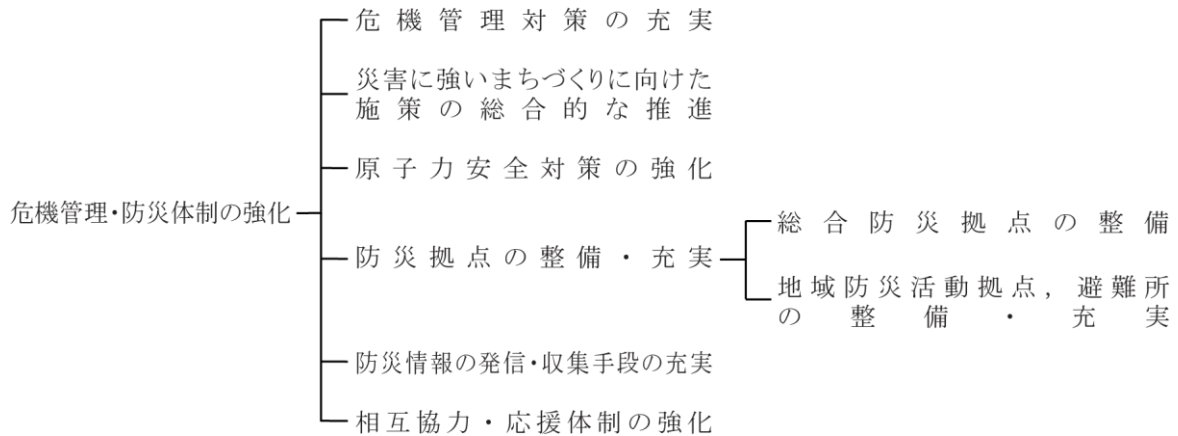 危機管理対策の充実
災害に強いまちづくりに向けた
施策の総合的な推進
原子力安全対策の強化
危機管理・防災体制の強化
防災拠点の整備・充実
総合防災拠点の整備
地域防災活動拠点，避難所
の整備・充実
防災情報の発信・収集手段の充実
相互協力・応援体制の強化